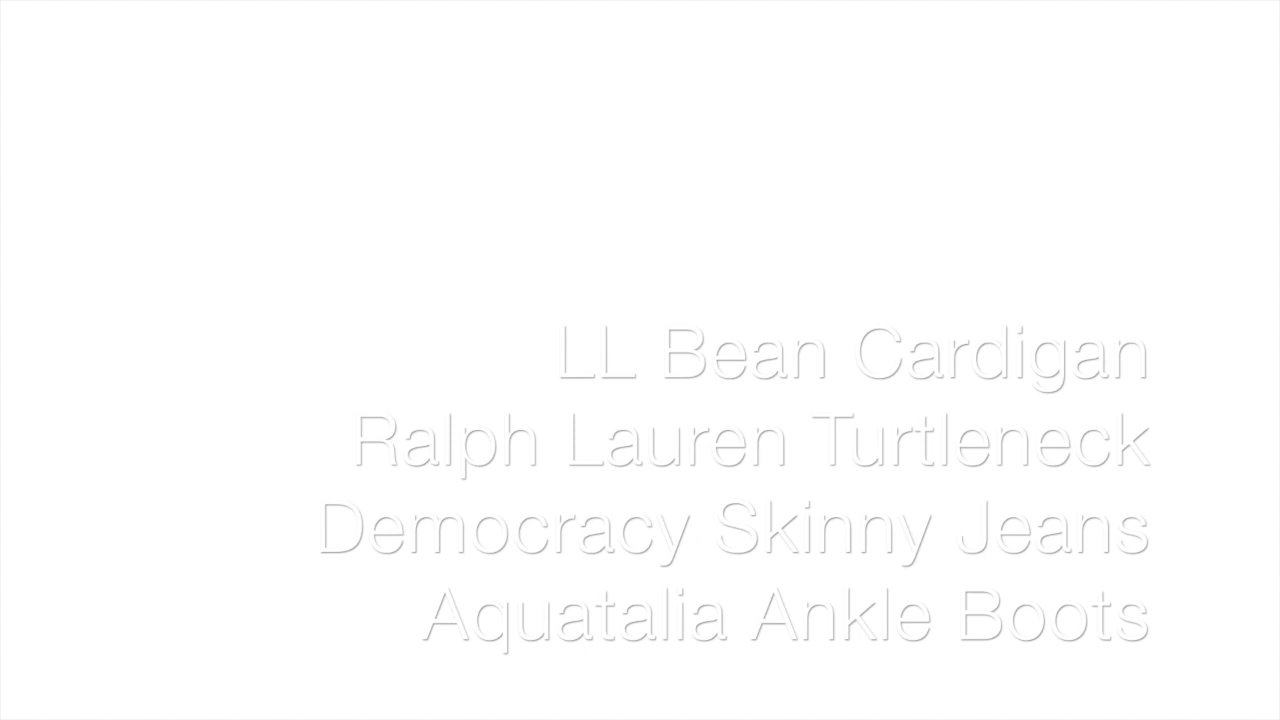 LL Bean Cardigan
Ralph Lauren Turtleneck
Democracy Skinny Jeans
Aquatalia Ankle Boots